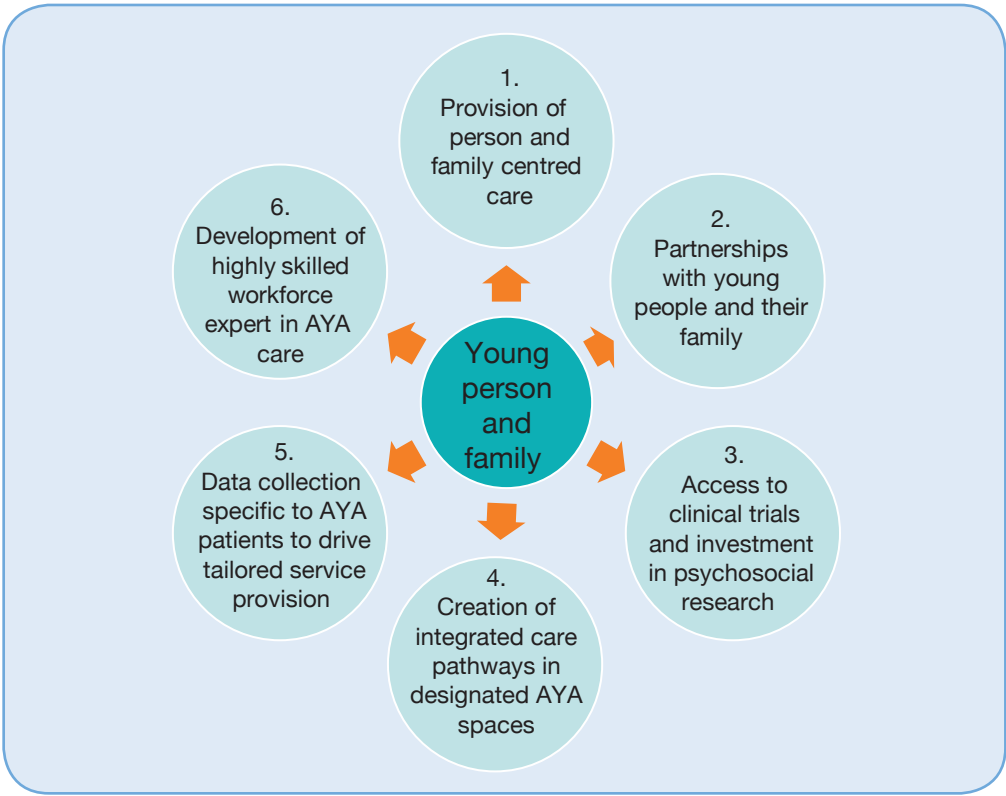 1.
Provision of
person and
family centred
care
2.
Partnerships
with young
people and their
family
3.
Access to
clinical trials
and investment
in psychosocial
research
4.
Creation of
integrated care
pathways in
designated AYA
spaces
5.
Data collection
specific to AYA
patients to drive
tailored service
provision
6.
Development of
highly skilled
workforce
expert in AYA
care
Young
person
and
family